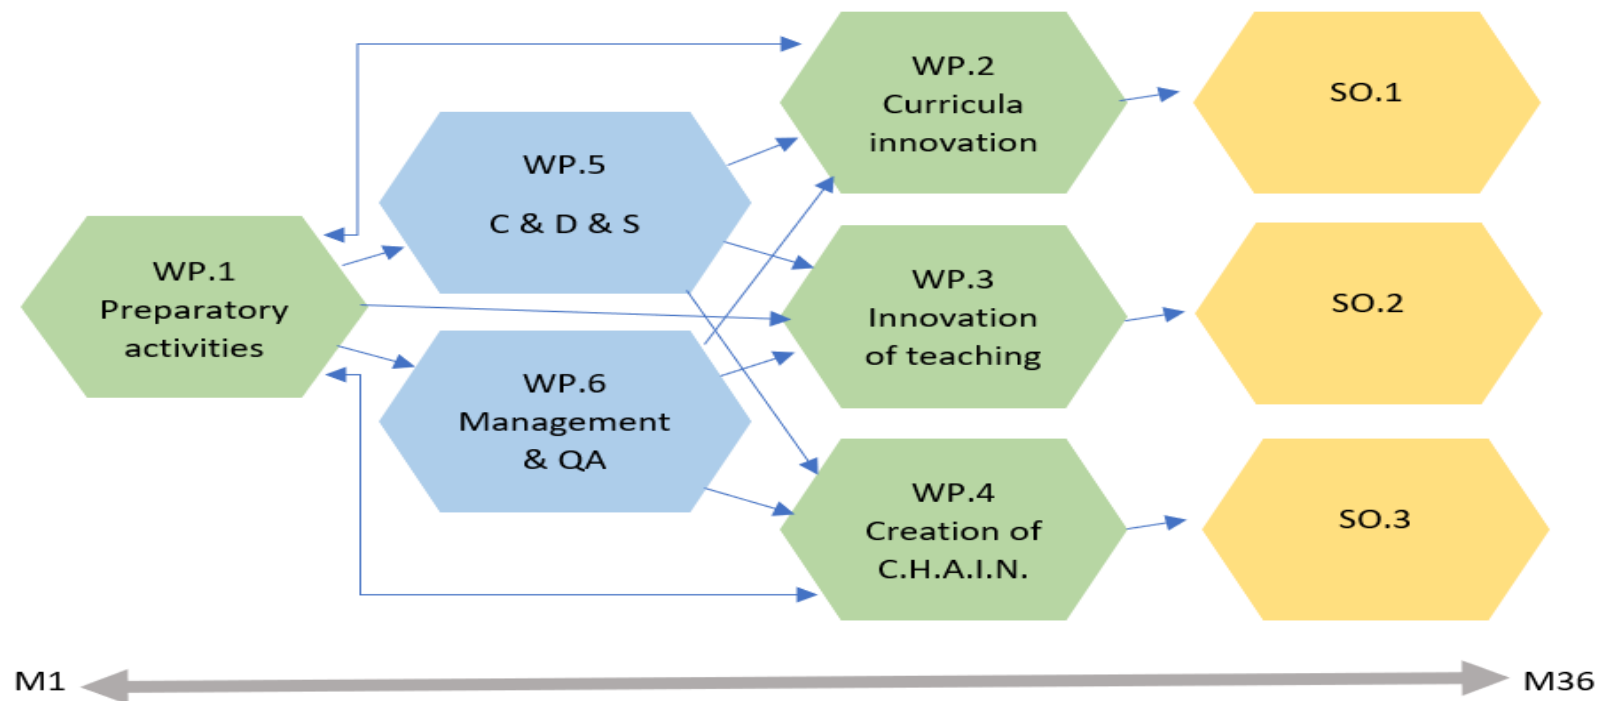 WP.1
Preparatory
activities
WP.5
C & D & S
WP.6
Management
& QA
WP.2
Curricula
innovation
WP.3
Innovation
of teaching
WP.4
Creation of
C.H.A.I.N.
SO.1
SO.2
SO.3
M1
M36